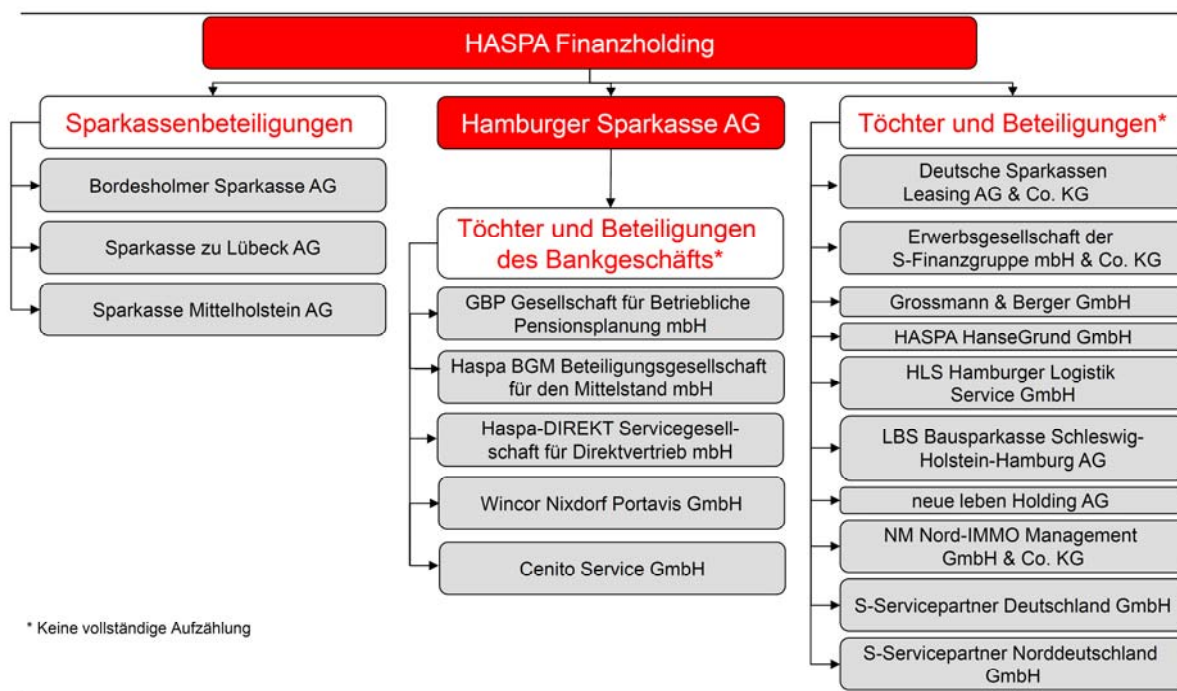 HASPA Finanzholding
Sparkassenbeteiligungen
Bordesholmer Sparkasse AG
Sparkasse zu Lübeck AG
Sparkasse Mittelholstein AG
Hamburger Sparkasse AG
Töchter und Beteiligungen
des Bankgeschäfts*
GBP Gesellschaft für Betriebliche
Pensionsplanung mbH
Haspa BGM Beteiligungsgesellschaft
für den Mittelstand mbH
Haspa-DIREKT Servicegesell-
schaft für Direktvertrieb mbH
Wincor Nixdorf Portavis GmbH
Cenito Service GmbH
Töchter und Beteiligungen*
Deutsche Sparkassen
Leasing AG & Co. KG
Erwerbsgesellschaft der
S-Finanzgruppe mbH & Co. KG
Grossmann & Berger GmbH
HASPA HanseGrund GmbH
HLS Hamburger Logistik
Service GmbH
LBS Bausparkasse Schleswig-
Holstein-Hamburg AG
neue leben Holding AG
NM Nord-IMMO Management
GmbH & Co. KG
S-Servicepartner Deutschland GmbH
S-Servicepartner Norddeutschland
GmbH
* Keine vollständige Aufzählung